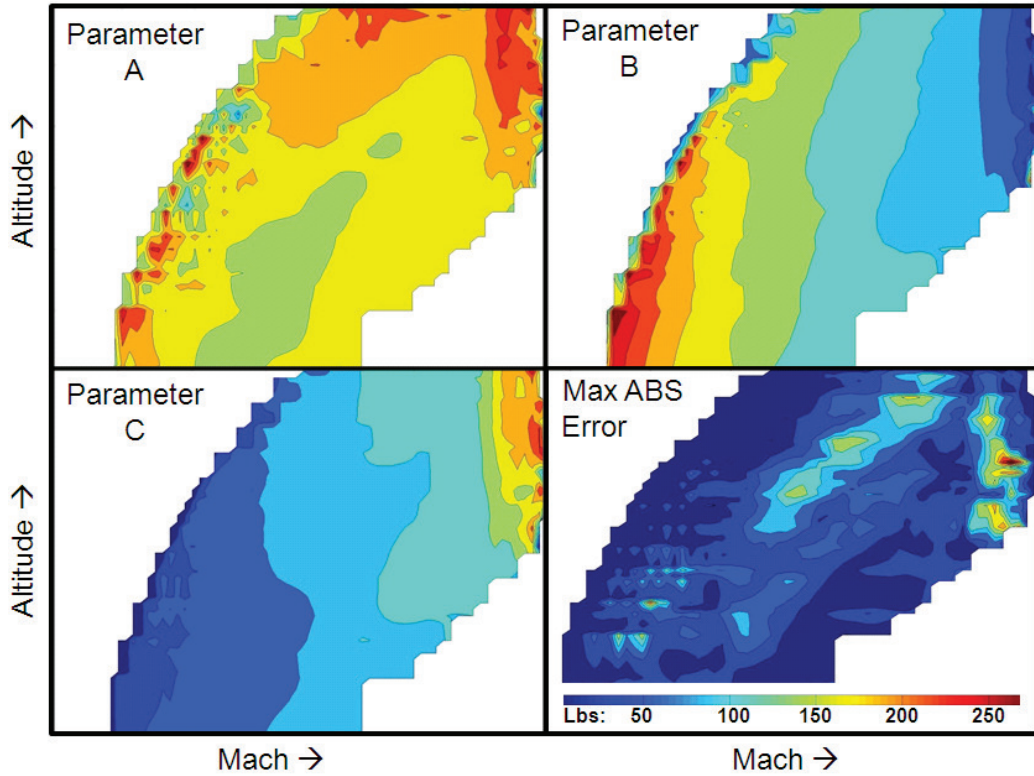 Parameter
A
Parameter
B
Altitude →
Parameter
C
Max ABS
Error
Altitude →
Lbs: 50 100 150 200 250
Mach →
Mach →